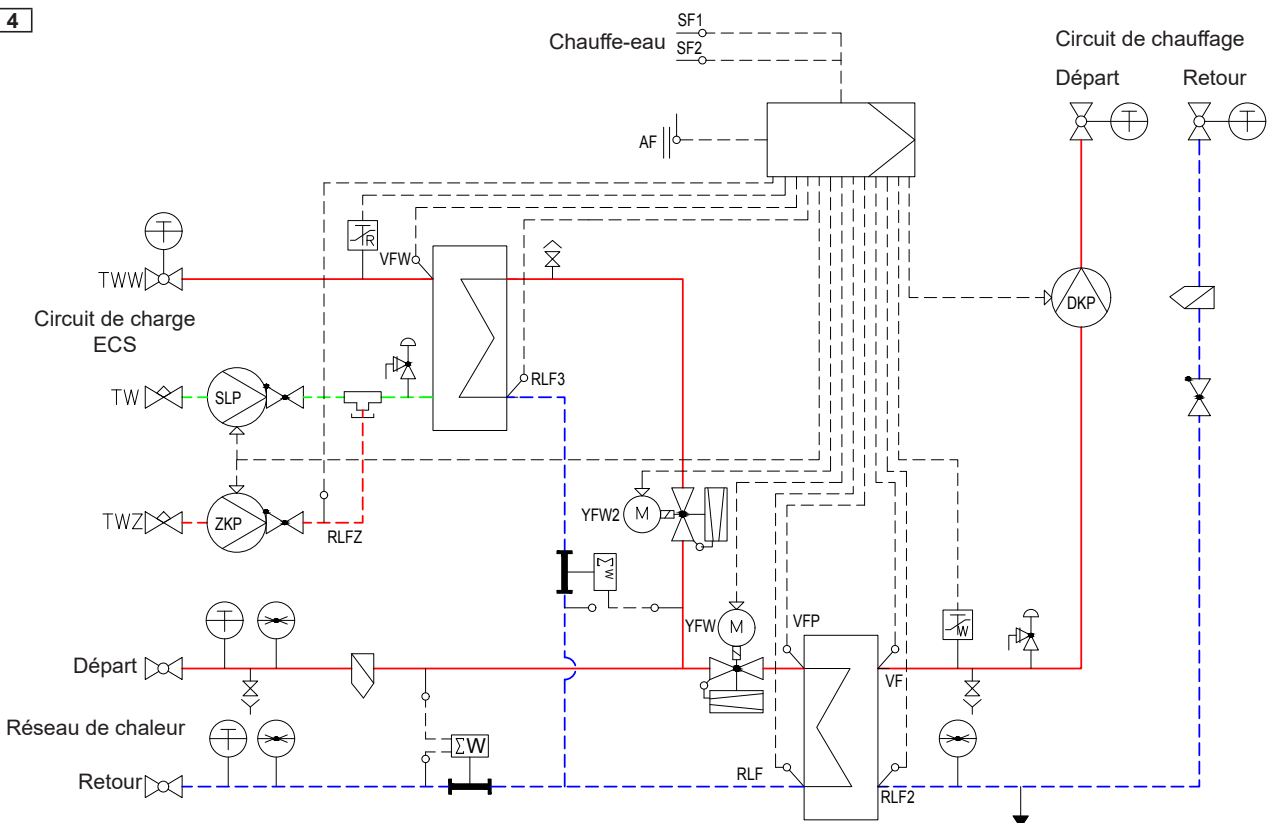 4
SF1
Chauffe-eau
SF2
Circuit de chauffage
Départ Retour
T T
AF
T
R
VFW
TWW
Circuit de charge
ECS
DKP
RLF3
TW
SLP
TWZ
ZKP
RLFZ
YFW2
M
ΣW
YFW
M
VFP
W
T
Départ
VF
Réseau de chaleur
T
ΣW
Retour
RLF
RLF2